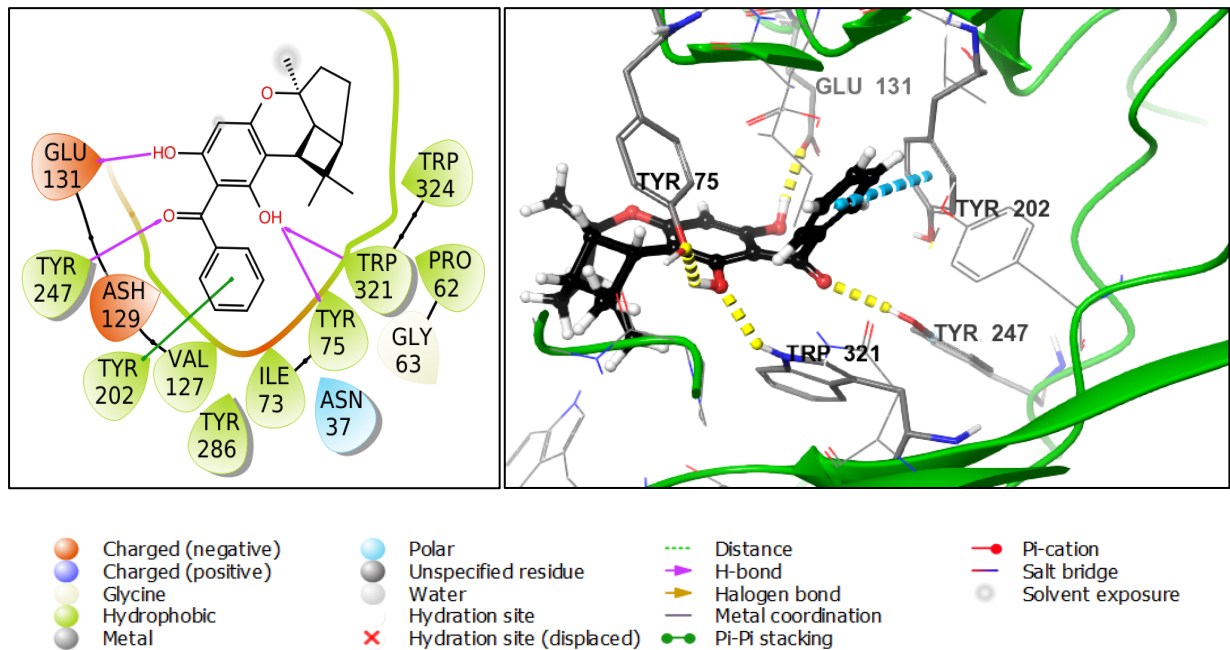 O
GLU
131
HO
O
OH
TRP
324
TYR
247
ASH
129
TRP
321
PRO
62
TYR
75
GLY
63
TYR
202
VAL
127
ILE
73
TYR
286
ASN
37
GLU 131
TYR 75
TYR 202
TYR 247
TRP 321
Charged (negative)
Charged (positive)
Glycine
Hydrophobic
Metal
Polar
Unspecified residue
Water
Hydration site
Hydration site (displaced)
Distance
H-bond
Halogen bond
Metal coordination
Pi-Pi stacking
Pi-cation
Salt bridge
Solvent exposure